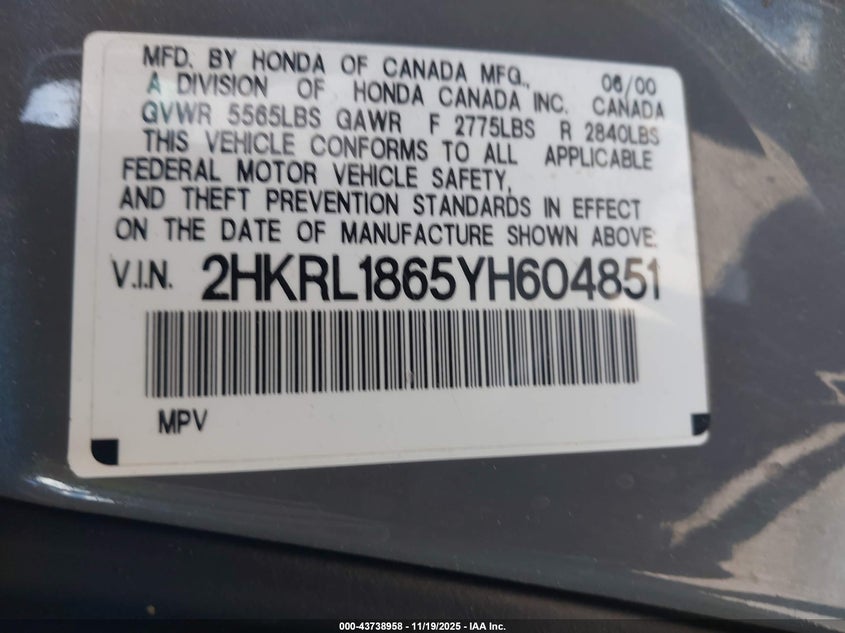 MFD. BY HONDA OF CANADA MFG., 06/00
A DIVISION OF HONDA CANADA INC. CANADA
GVWR 5565LBS GAWR F 2775LBS R 2840LBS
THIS VEHICLE CONFORMS TO ALL APPLICABLE
FEDERAL MOTOR VEHICLE SAFETY,
AND THEFT PREVENTION STANDARDS IN EFFECT
ON THE DATE OF MANUFACTURE SHOWN ABOVE:
V.I.N. 2HKRL1865YH604851
MPV
000-43738958 - 11/19/2025 - IAA Inc.